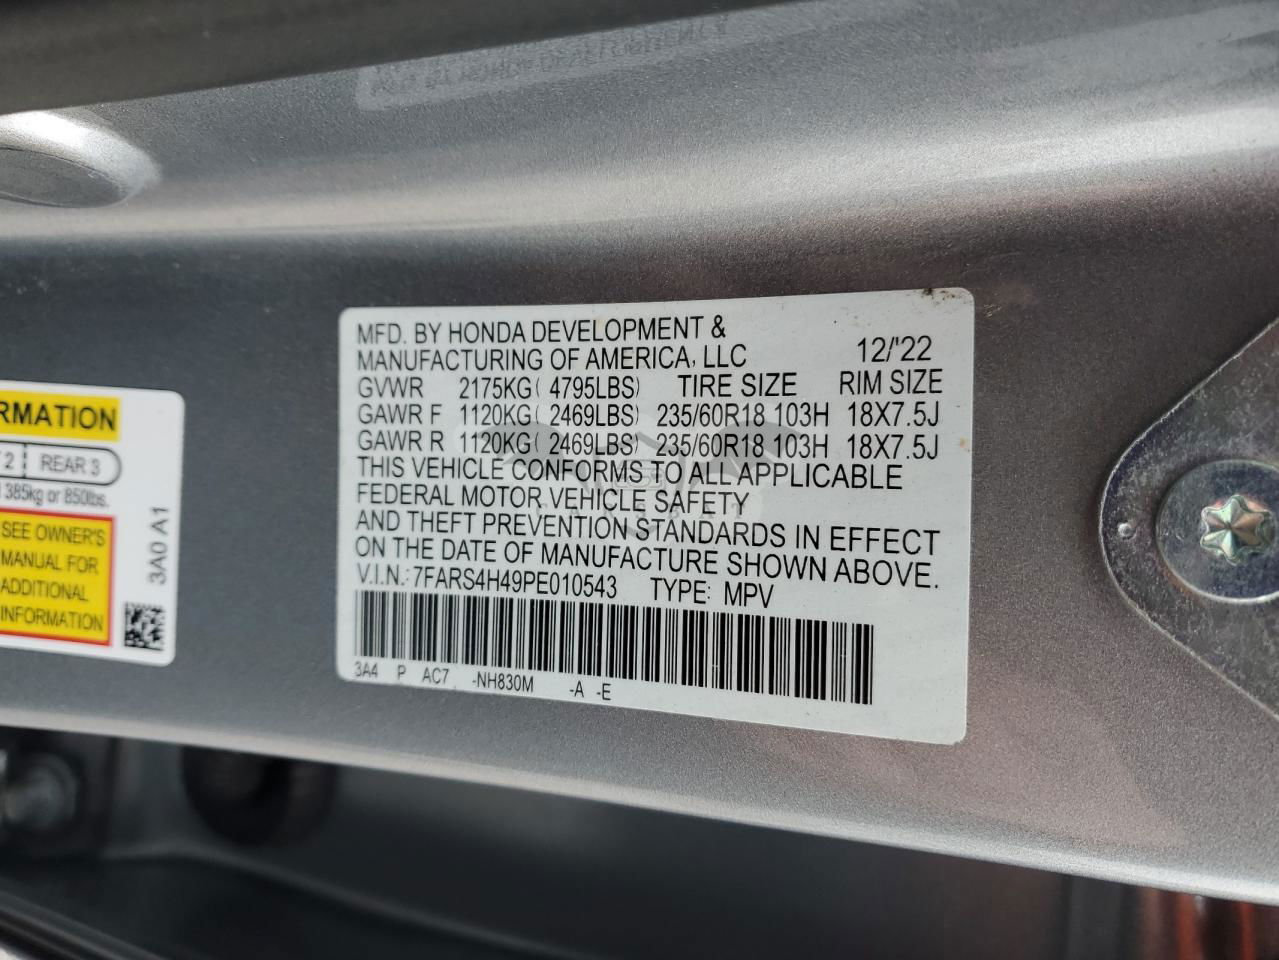 MFD. BY HONDA DEVELOPMENT &
MANUFACTURING OF AMERICA, LLC 12/'22
GVWR 2175KG( 4795LBS) TIRE SIZE RIM SIZE
GAWR F 1120KG( 2469LBS) 235/60R18 103H 18X7.5J
GAWR R 1120KG( 2469LBS) 235/60R18 103H 18X7.5J
THIS VEHICLE CONFORMS TO ALL APPLICABLE
FEDERAL MOTOR VEHICLE SAFETY
AND THEFT PREVENTION STANDARDS IN EFFECT
ON THE DATE OF MANUFACTURE SHOWN ABOVE.
V.I.N.: 7FARS4H49PE010543 TYPE: MPV
3A4 P AC7 -NH830M -A -E
RMATION
2 REAR 3
385kg or 850lbs.
SEE OWNER'S
MANUAL FOR
ADDITIONAL
INFORMATION
3A0 A1